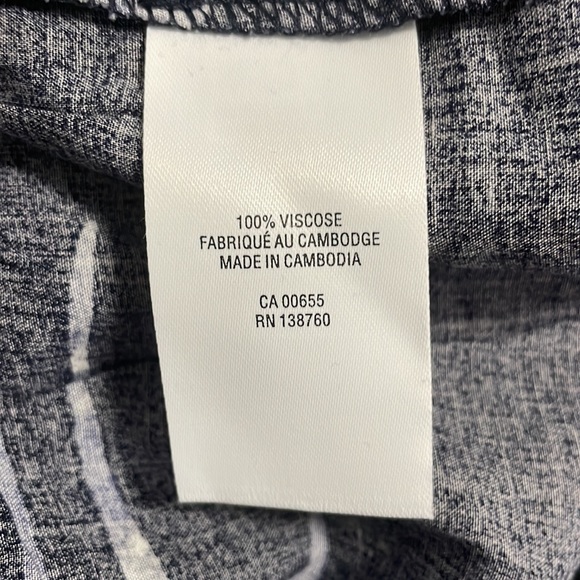 100% VISCOSE
FABRIQUÉ AU CAMBODGE
MADE IN CAMBODIA
CA 00655
RN 138760